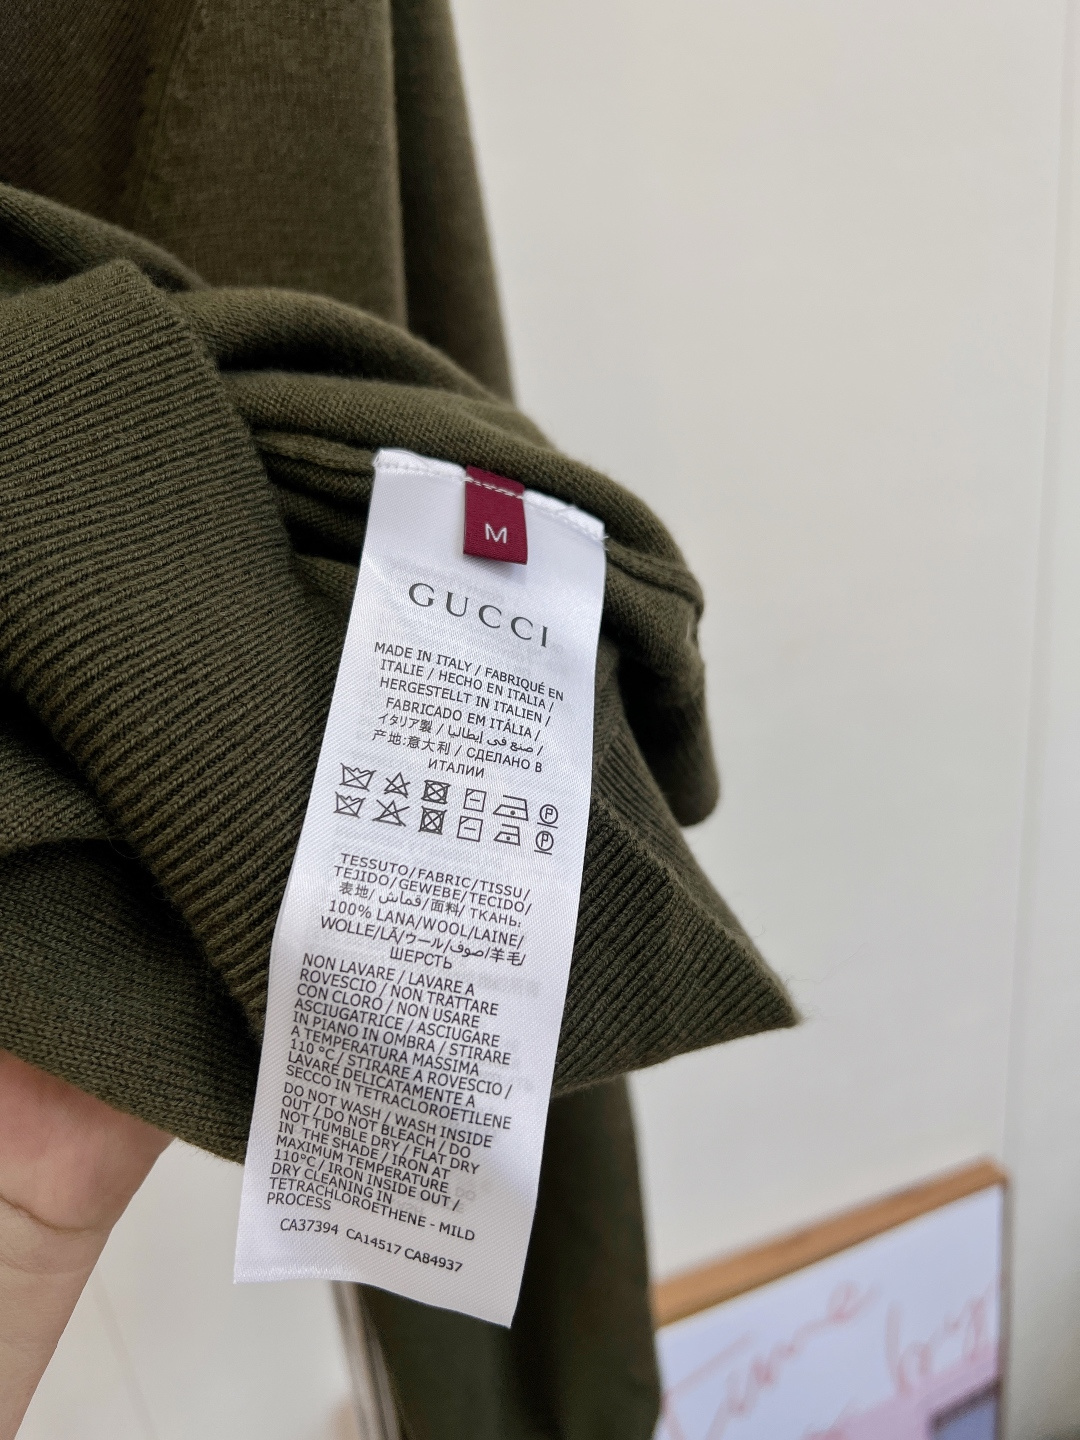 M
GUCCI
MADE IN ITALY / FABRIQUÉ EN
ITALIE / HECHO EN ITALIA /
HERGESTELLT IN ITALIEN /
FABRICADO EM ITÁLIA /
イタリア製 / صنع في إيطاليا /
产地:意大利 / СДЕЛАНО В
ИТАЛИИ
P
P
TESSUTO/FABRIC/TISSU/
TEJIDO/GEWEBE/TECIDO/
表地/قماش/面料/ ТКАНЬ:
100% LANA/WOOL/LAINE/
WOLLE/LÃ/ウール/صوف/羊毛/
ШЕРСТЬ
NON LAVARE / LAVARE A
ROVESCIO / NON TRATTARE
CON CLORO / NON USARE
ASCIUGATRICE / ASCIUGARE
IN PIANO IN OMBRA / STIRARE
A TEMPERATURA MASSIMA
110 °C / STIRARE A ROVESCIO /
LAVARE DELICATAMENTE A
SECCO IN TETRACLOROETILENE
DO NOT WASH / WASH INSIDE
OUT / DO NOT BLEACH / DO
NOT TUMBLE DRY / FLAT DRY
IN THE SHADE / IRON AT
MAXIMUM TEMPERATURE
110°C / IRON INSIDE OUT /
DRY CLEANING IN
TETRACHLOROETHENE - MILD
PROCESS
CA37394 CA14517 CA84937
Time